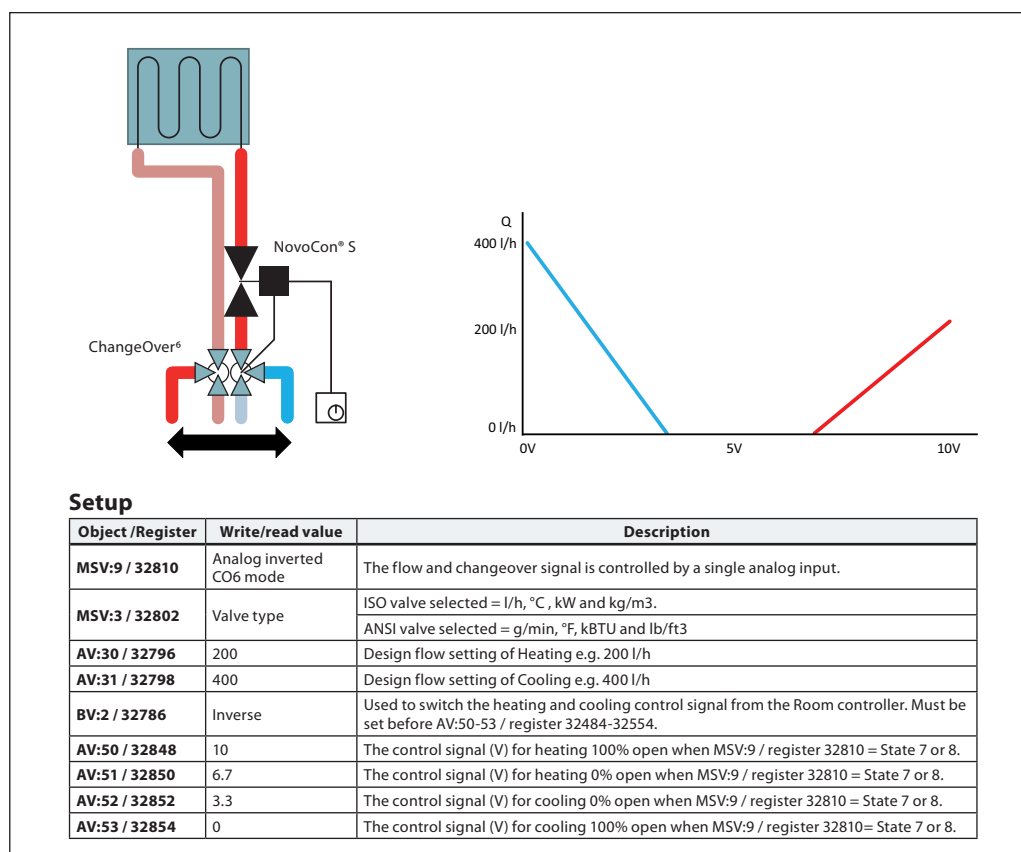 NovoCon® S
ChangeOver⁶
Q
400 l/h
200 l/h
0 l/h
0V
5V
10V
Setup
Object /Register
Write/read value
Description
MSV:9 / 32810
Analog inverted
CO6 mode
The flow and changeover signal is controlled by a single analog input.
MSV:3 / 32802
Valve type
ISO valve selected = l/h, °C , kW and kg/m3.
ANSI valve selected = g/min, °F, kBTU and lb/ft3
AV:30 / 32796
200
Design flow setting of Heating e.g. 200 l/h
AV:31 / 32798
400
Design flow setting of Cooling e.g. 400 l/h
BV:2 / 32786
Inverse
Used to switch the heating and cooling control signal from the Room controller. Must be
set before AV:50-53 / register 32484-32554.
AV:50 / 32848
10
The control signal (V) for heating 100% open when MSV:9 / register 32810 = State 7 or 8.
AV:51 / 32850
6.7
The control signal (V) for heating 0% open when MSV:9 / register 32810 = State 7 or 8.
AV:52 / 32852
3.3
The control signal (V) for cooling 0% open when MSV:9 / register 32810 = State 7 or 8.
AV:53 / 32854
0
The control signal (V) for cooling 100% open when MSV:9 / register 32810= State 7 or 8.